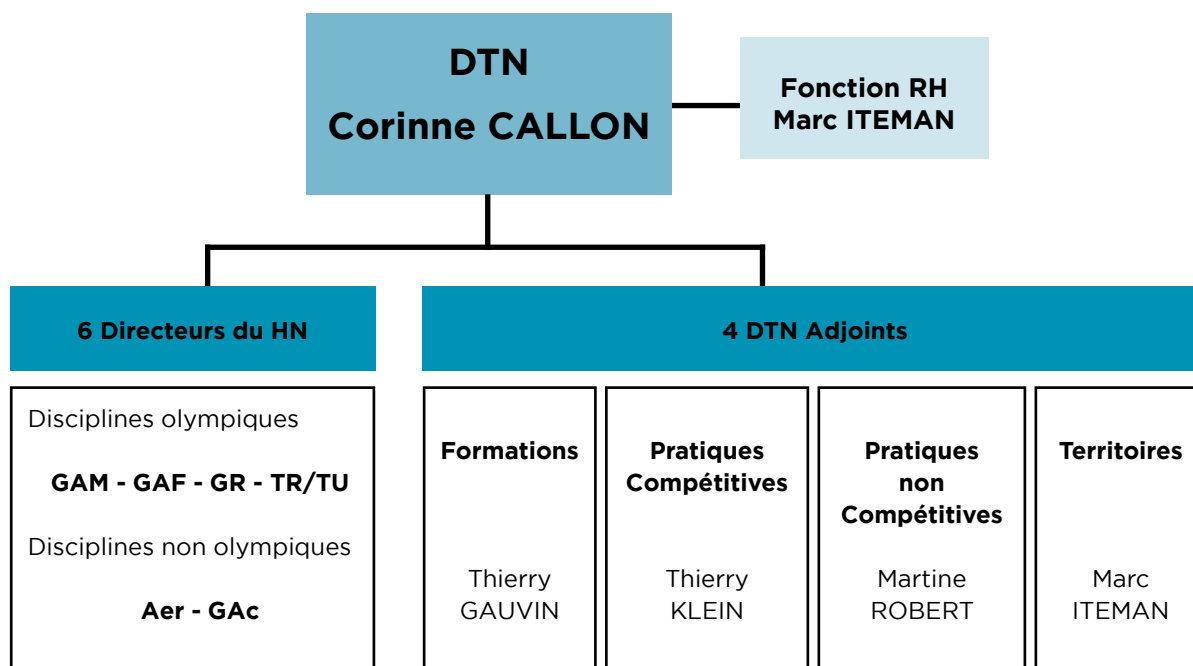 DTN
Corinne CALLON
Fonction RH
Marc ITEMAN
6 Directeurs du HN
4 DTN Adjoints
Disciplines olympiques
GAM - GAF - GR - TR/TU
Disciplines non olympiques
Aer - GAc
Formations
Thierry
GAUVIN
Pratiques
Compétitives
Thierry
KLEIN
Pratiques
non
Compétitives
Martine
ROBERT
Territoires
Marc
ITEMAN